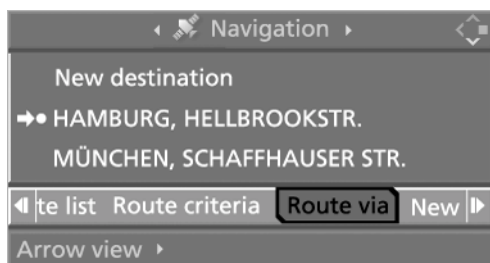 Navigation
New destination
HAMBURG, HELLBROOKSTR.
MÜNCHEN, SCHAFFHAUSER STR.
te list Route criteria Route via New
Arrow view